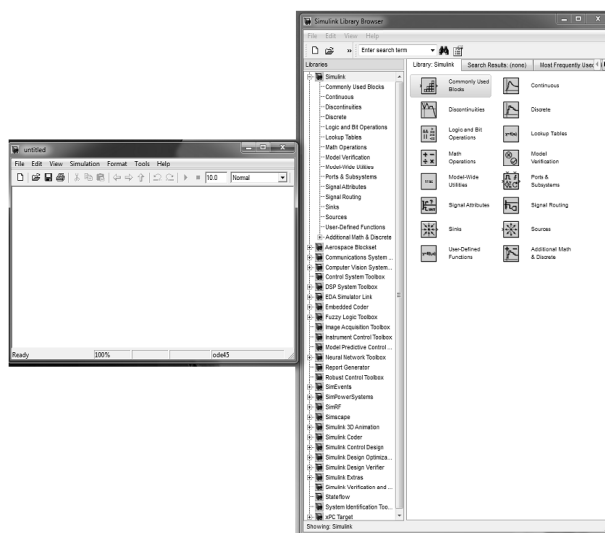 Simulink Library Browser
File Edit View Help
» Enter search term
Libraries
Library: Simulink
Search Results: (none)
Most Frequently Used
Simulink
Commonly Used Blocks
Continuous
Discontinuities
Discrete
Logic and Bit Operations
Lookup Tables
Math Operations
Model Verification
Model-Wide Utilities
Ports & Subsystems
Signal Attributes
Signal Routing
Sinks
Sources
User-Defined Functions
Additional Math & Discrete
Aerospace Blockset
Communications System ...
Computer Vision System...
Control System Toolbox
DSP System Toolbox
EDA Simulator Link
Embedded Coder
Fuzzy Logic Toolbox
Image Acquisition Toolbox
Instrument Control Toolbox
Model Predictive Control ...
Neural Network Toolbox
Report Generator
Robust Control Toolbox
SimEvents
SimPowerSystems
SimRF
Simscape
Simulink 3D Animation
Simulink Coder
Simulink Control Design
Simulink Design Optimiza...
Simulink Design Verifier
Simulink Extras
Simulink Verification and ...
Stateflow
System Identification Too...
xPC Target
Showing: Simulink
Commonly Used
Blocks
Continuous
Discontinuities
Discrete
Logic and Bit
Operations
Lookup Tables
Math
Operations
Model
Verification
Model-Wide
Utilities
Ports &
Subsystems
Signal Attributes
Signal Routing
Sinks
Sources
User-Defined
Functions
Additional Math
& Discrete
untitled
File Edit View Simulation Format Tools Help
10.0 Normal
Ready 100% ode45